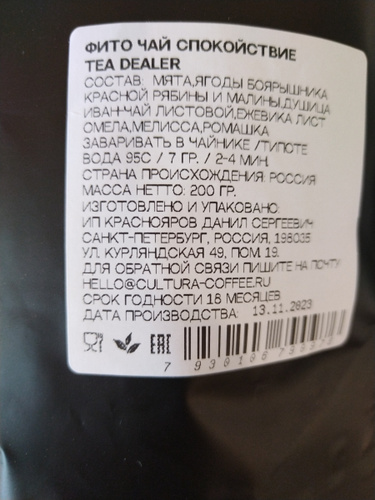 ФИТО ЧАЙ СПОКОЙСТВИЕ
TEA DEALER
СОСТАВ: МЯТА,ЯГОДЫ БОЯРЫШНИКА
КРАСНОЙ РЯБИНЫ И МАЛИНЫ,ДУШИЦА
ИВАН-ЧАЙ ЛИСТОВОЙ,ЕЖЕВИКА ЛИСТ
ОМЕЛА,МЕЛИССА,РОМАШКА
ЗАВАРИВАТЬ В ЧАЙНИКЕ /ТИПОТЕ
ВОДА 95С / 7 ГР. / 2-4 МИН.
СТРАНА ПРОИСХОЖДЕНИЯ: РОССИЯ
МАССА НЕТТО: 200 ГР.
ИЗГОТОВЛЕНО И УПАКОВАНО:
ИП КРАСНОЯРОВ ДАНИЛ СЕРГЕЕВИЧ
САНКТ-ПЕТЕРБУРГ, РОССИЯ, 198035
УЛ. КУРЛЯНДСКАЯ 49, ПОМ. 19.
ДЛЯ ОБРАТНОЙ СВЯЗИ ПИШИТЕ НА ПОЧТУ
HELLO@CULTURA-COFFEE.RU
СРОК ГОДНОСТИ 18 МЕСЯЦЕВ
ДАТА ПРОИЗВОДСТВА: 13.11.2023
EAC